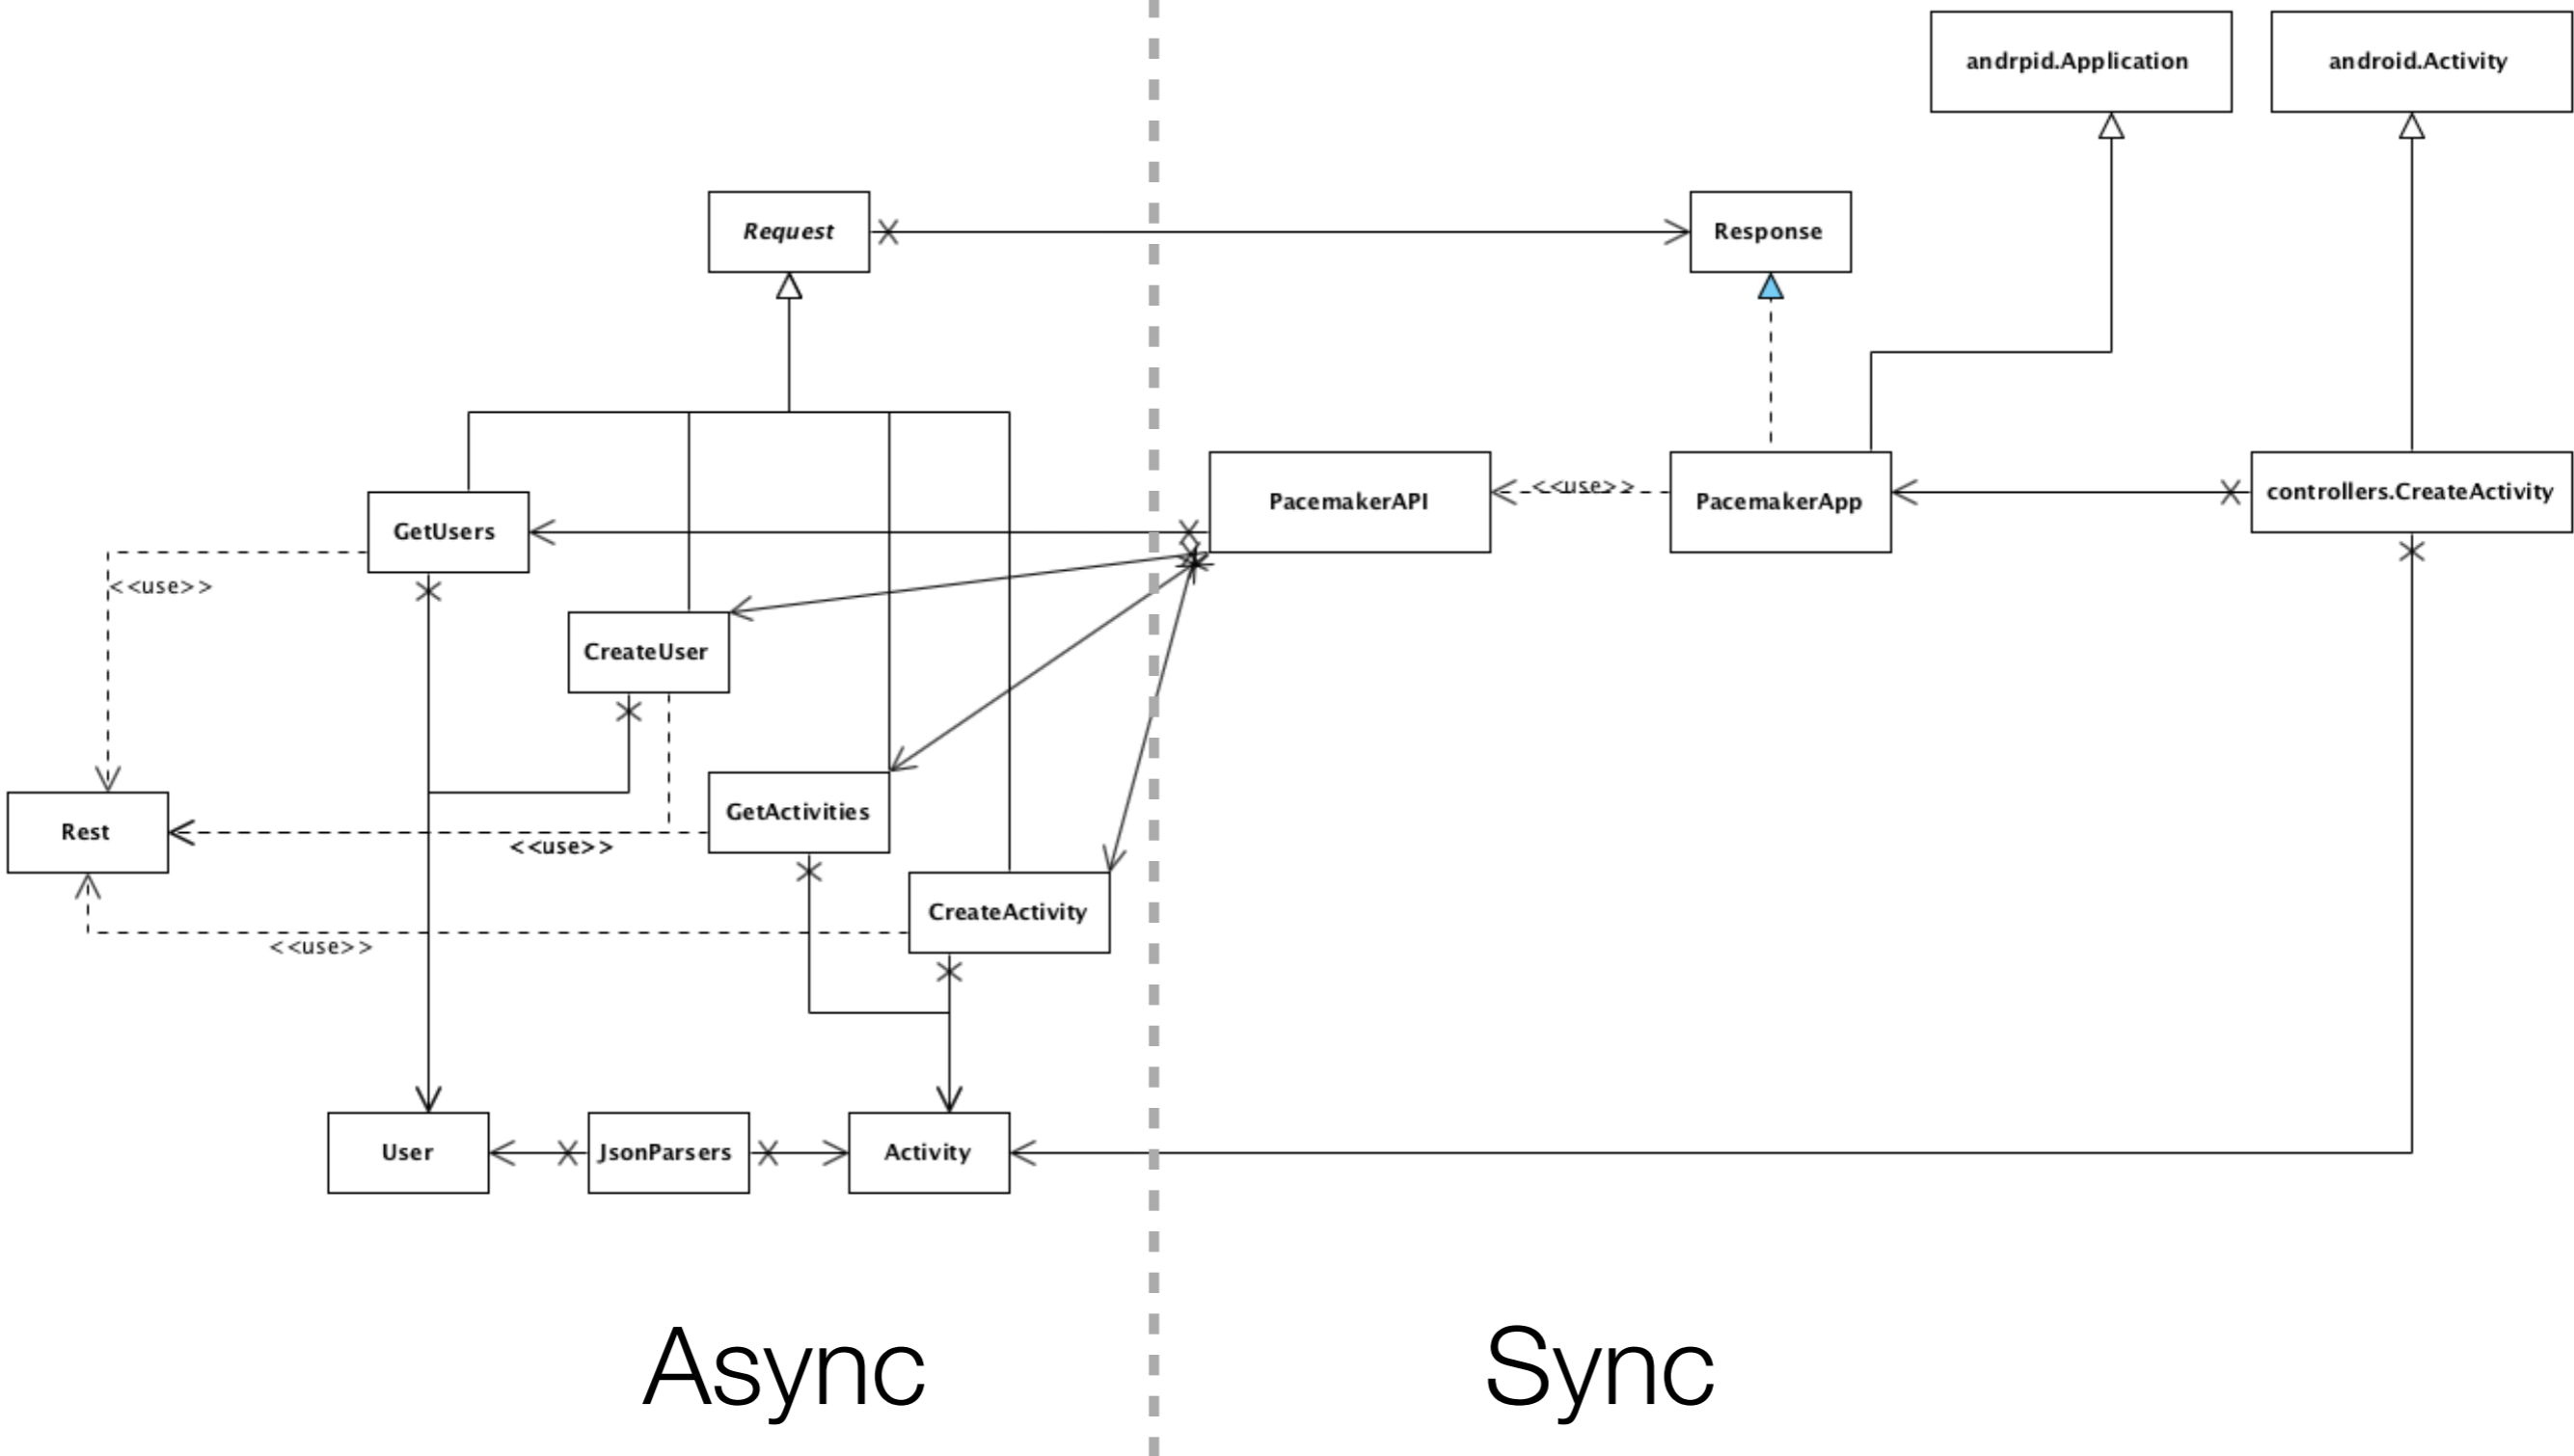 andrpid.Application
android.Activity
Request
Response
GetUsers
PacemakerAPI
<<use>>
PacemakerApp
controllers.CreateActivity
<<use>>
CreateUser
Rest
GetActivities
<<use>>
CreateActivity
<<use>>
User
JsonParsers
Activity
Async
Sync